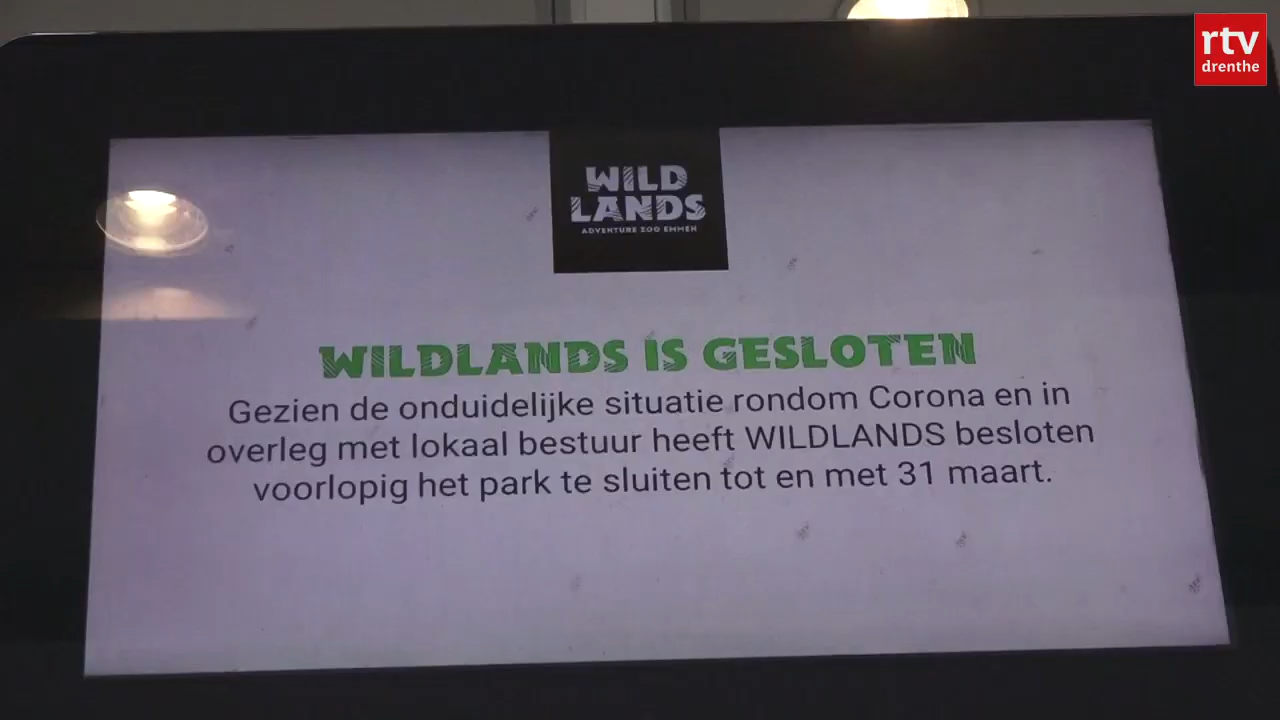 rtv
drenthe
WILD
LANDS
ADVENTURE ZOO EMMEN
WILDLANDS IS GESLOTEN
Gezien de onduidelijke situatie rondom Corona en in
overleg met lokaal bestuur heeft WILDLANDS besloten
voorlopig het park te sluiten tot en met 31 maart.